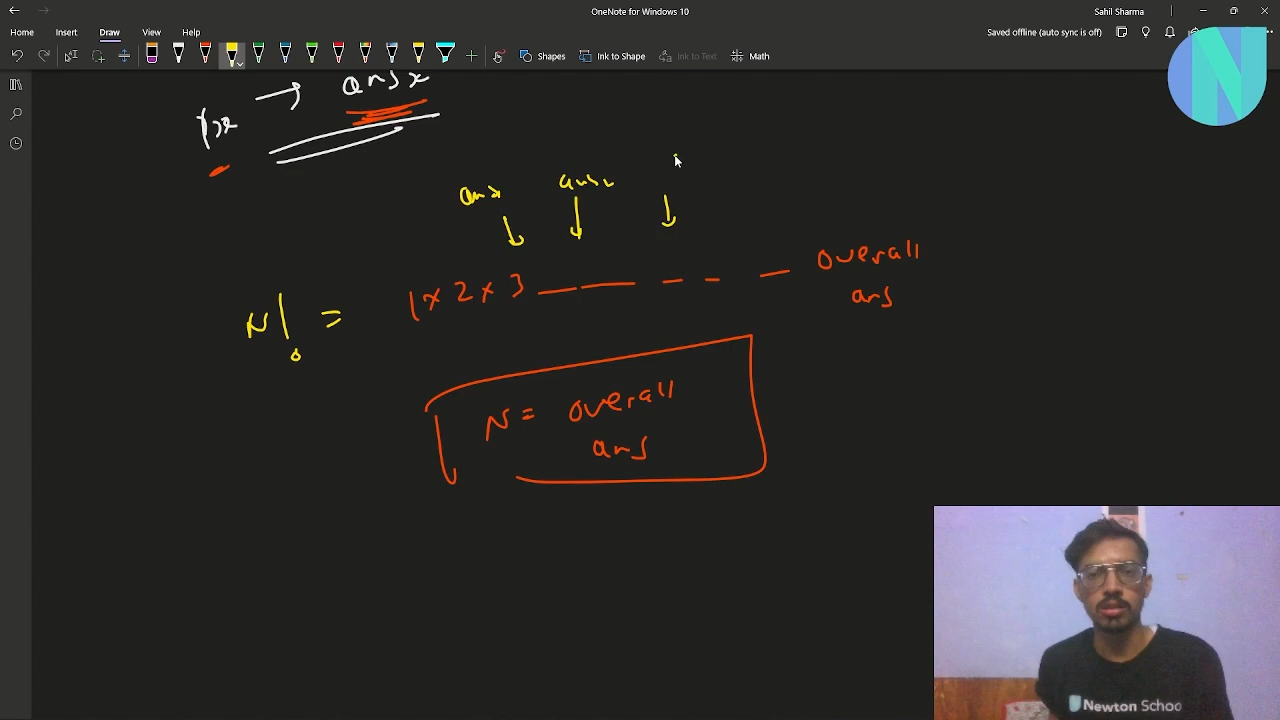 OneNote for Windows 10
Sahil Sharma
Home Insert Draw View Help
Saved offline (auto sync is off)
Shapes Ink to Shape Ink to Text Math
→ ans x
ans ans
N! = 1 x 2 x 3 — — - - — overall
ans
N = overall
ans
Newton School